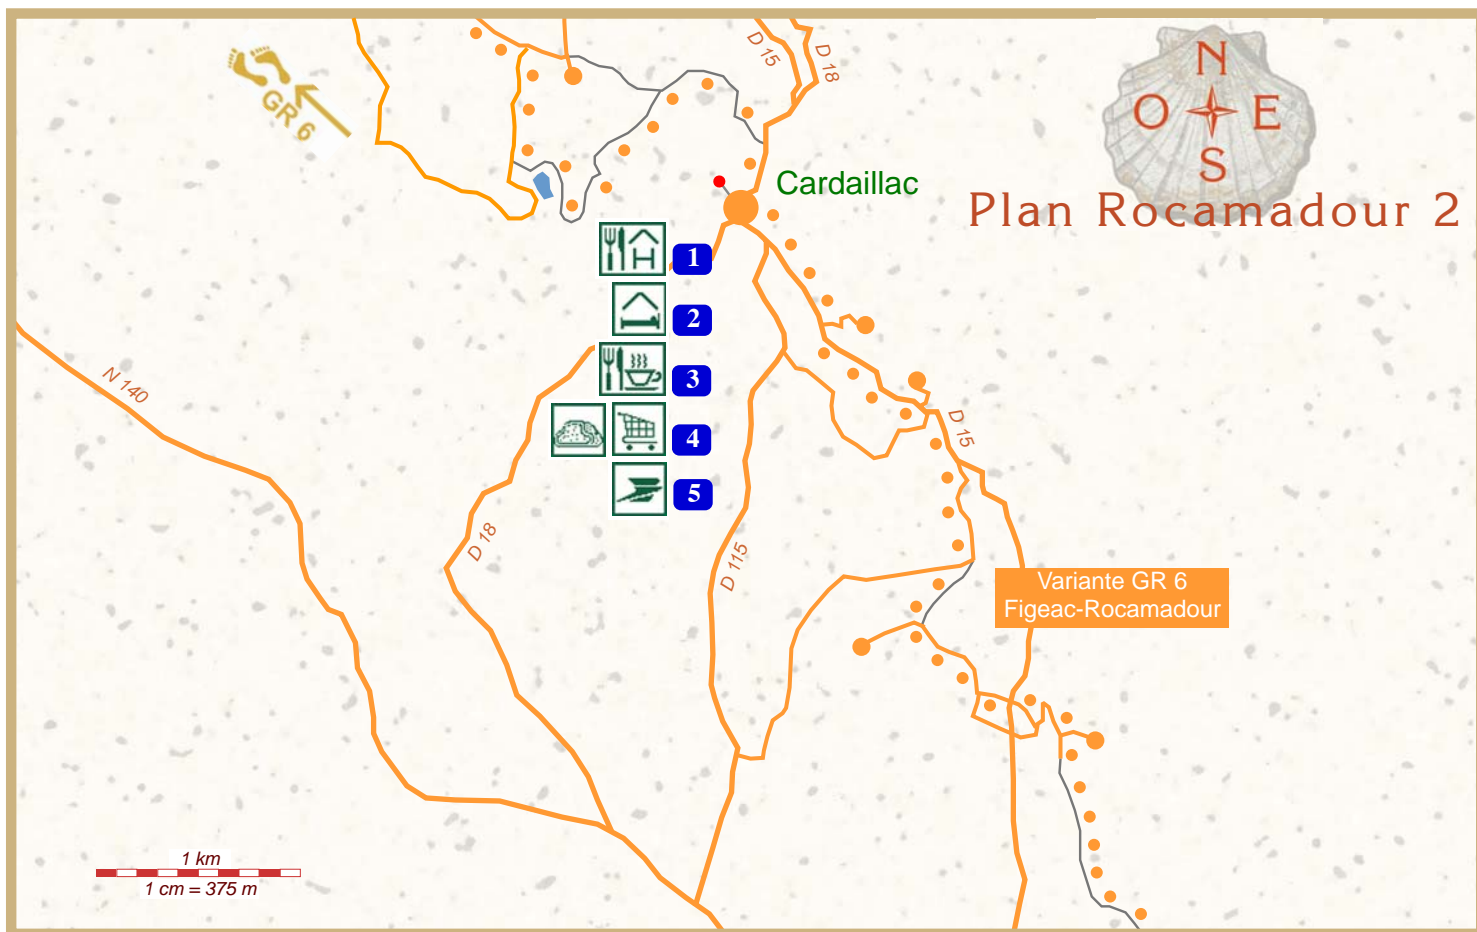 D 15
D 18
N
O E
S
GR 6
Cardaillac
Plan Rocamadour 2
H
1
2
3
4
5
N 140
D 15
D 18
D 115
Variante GR 6
Figeac-Rocamadour
1 km
1 cm = 375 m